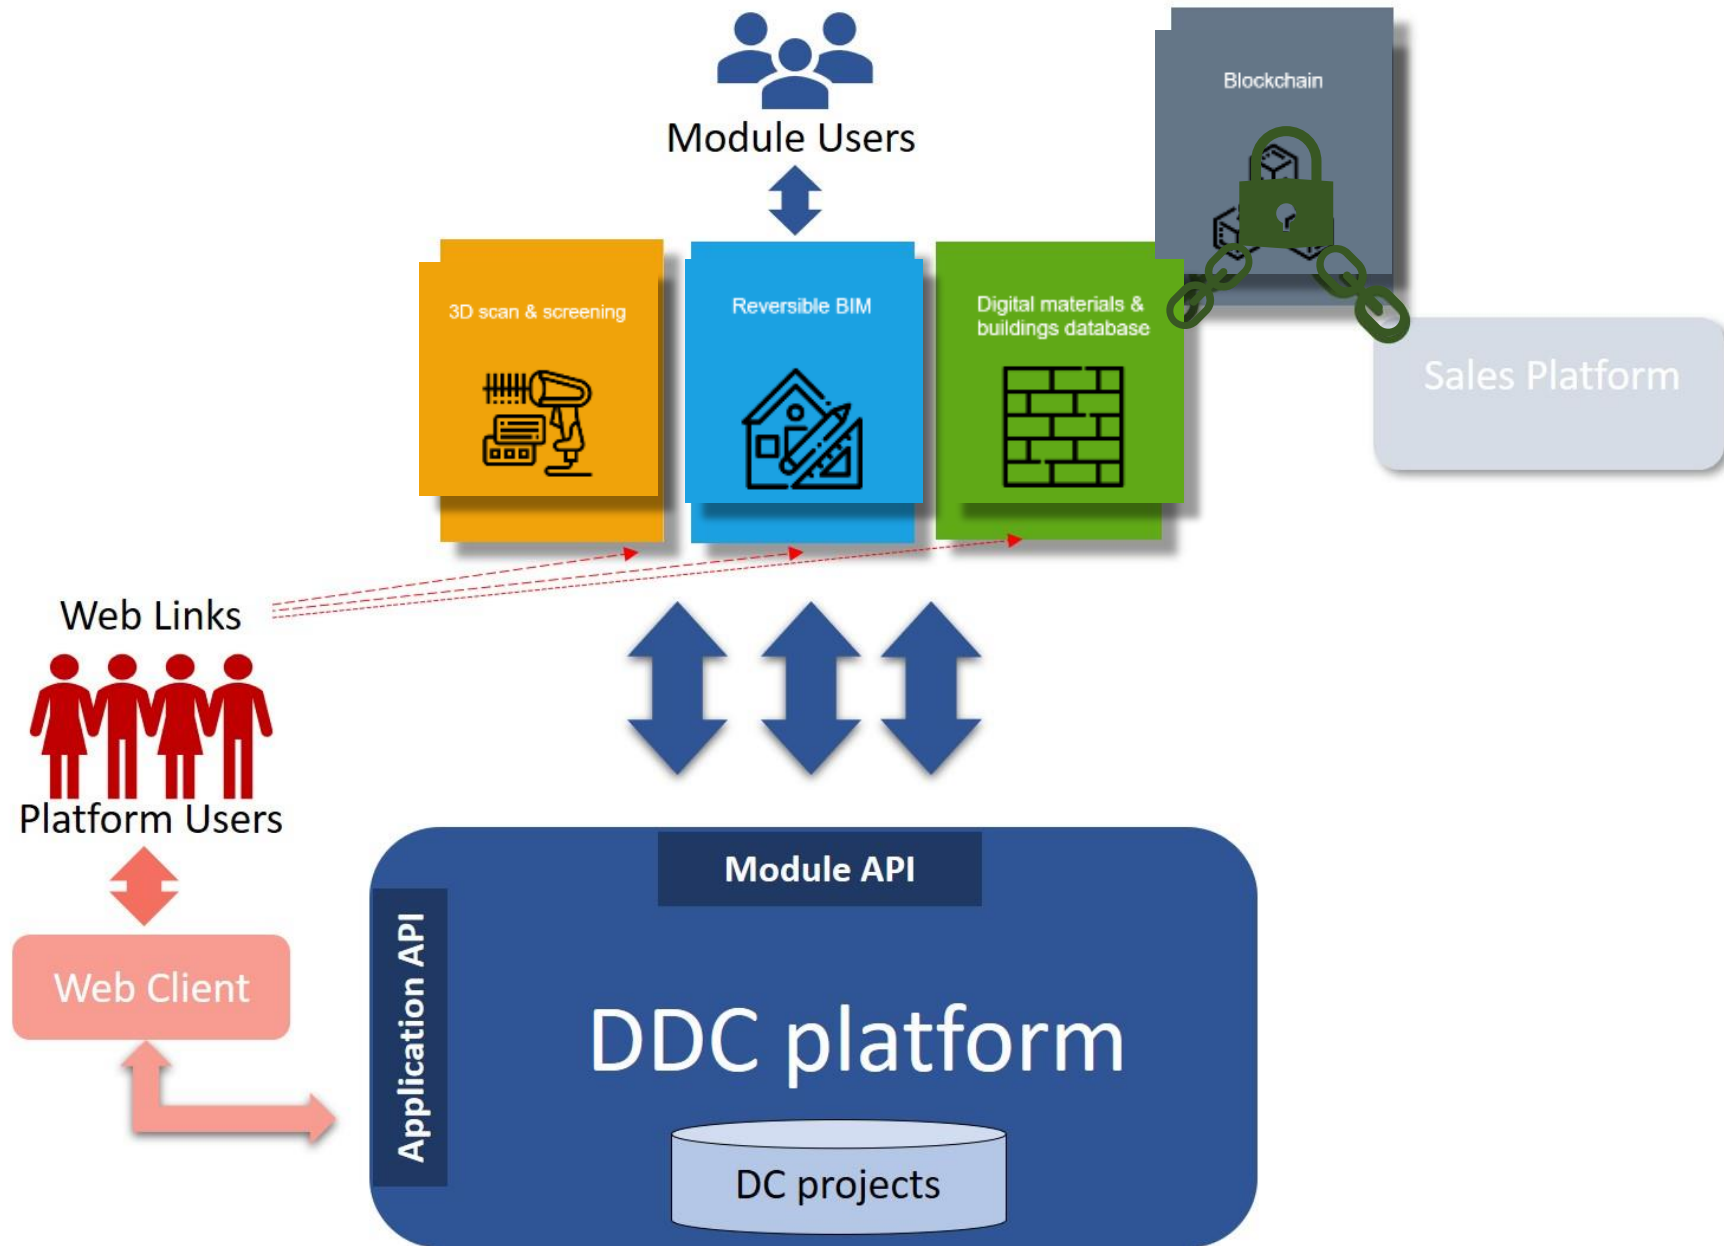 Module Users
Blockchain
3D scan & screening
Reversible BIM
Digital materials &
buildings database
Sales Platform
Web Links
Platform Users
Web Client
Module API
Application API
DDC platform
DC projects